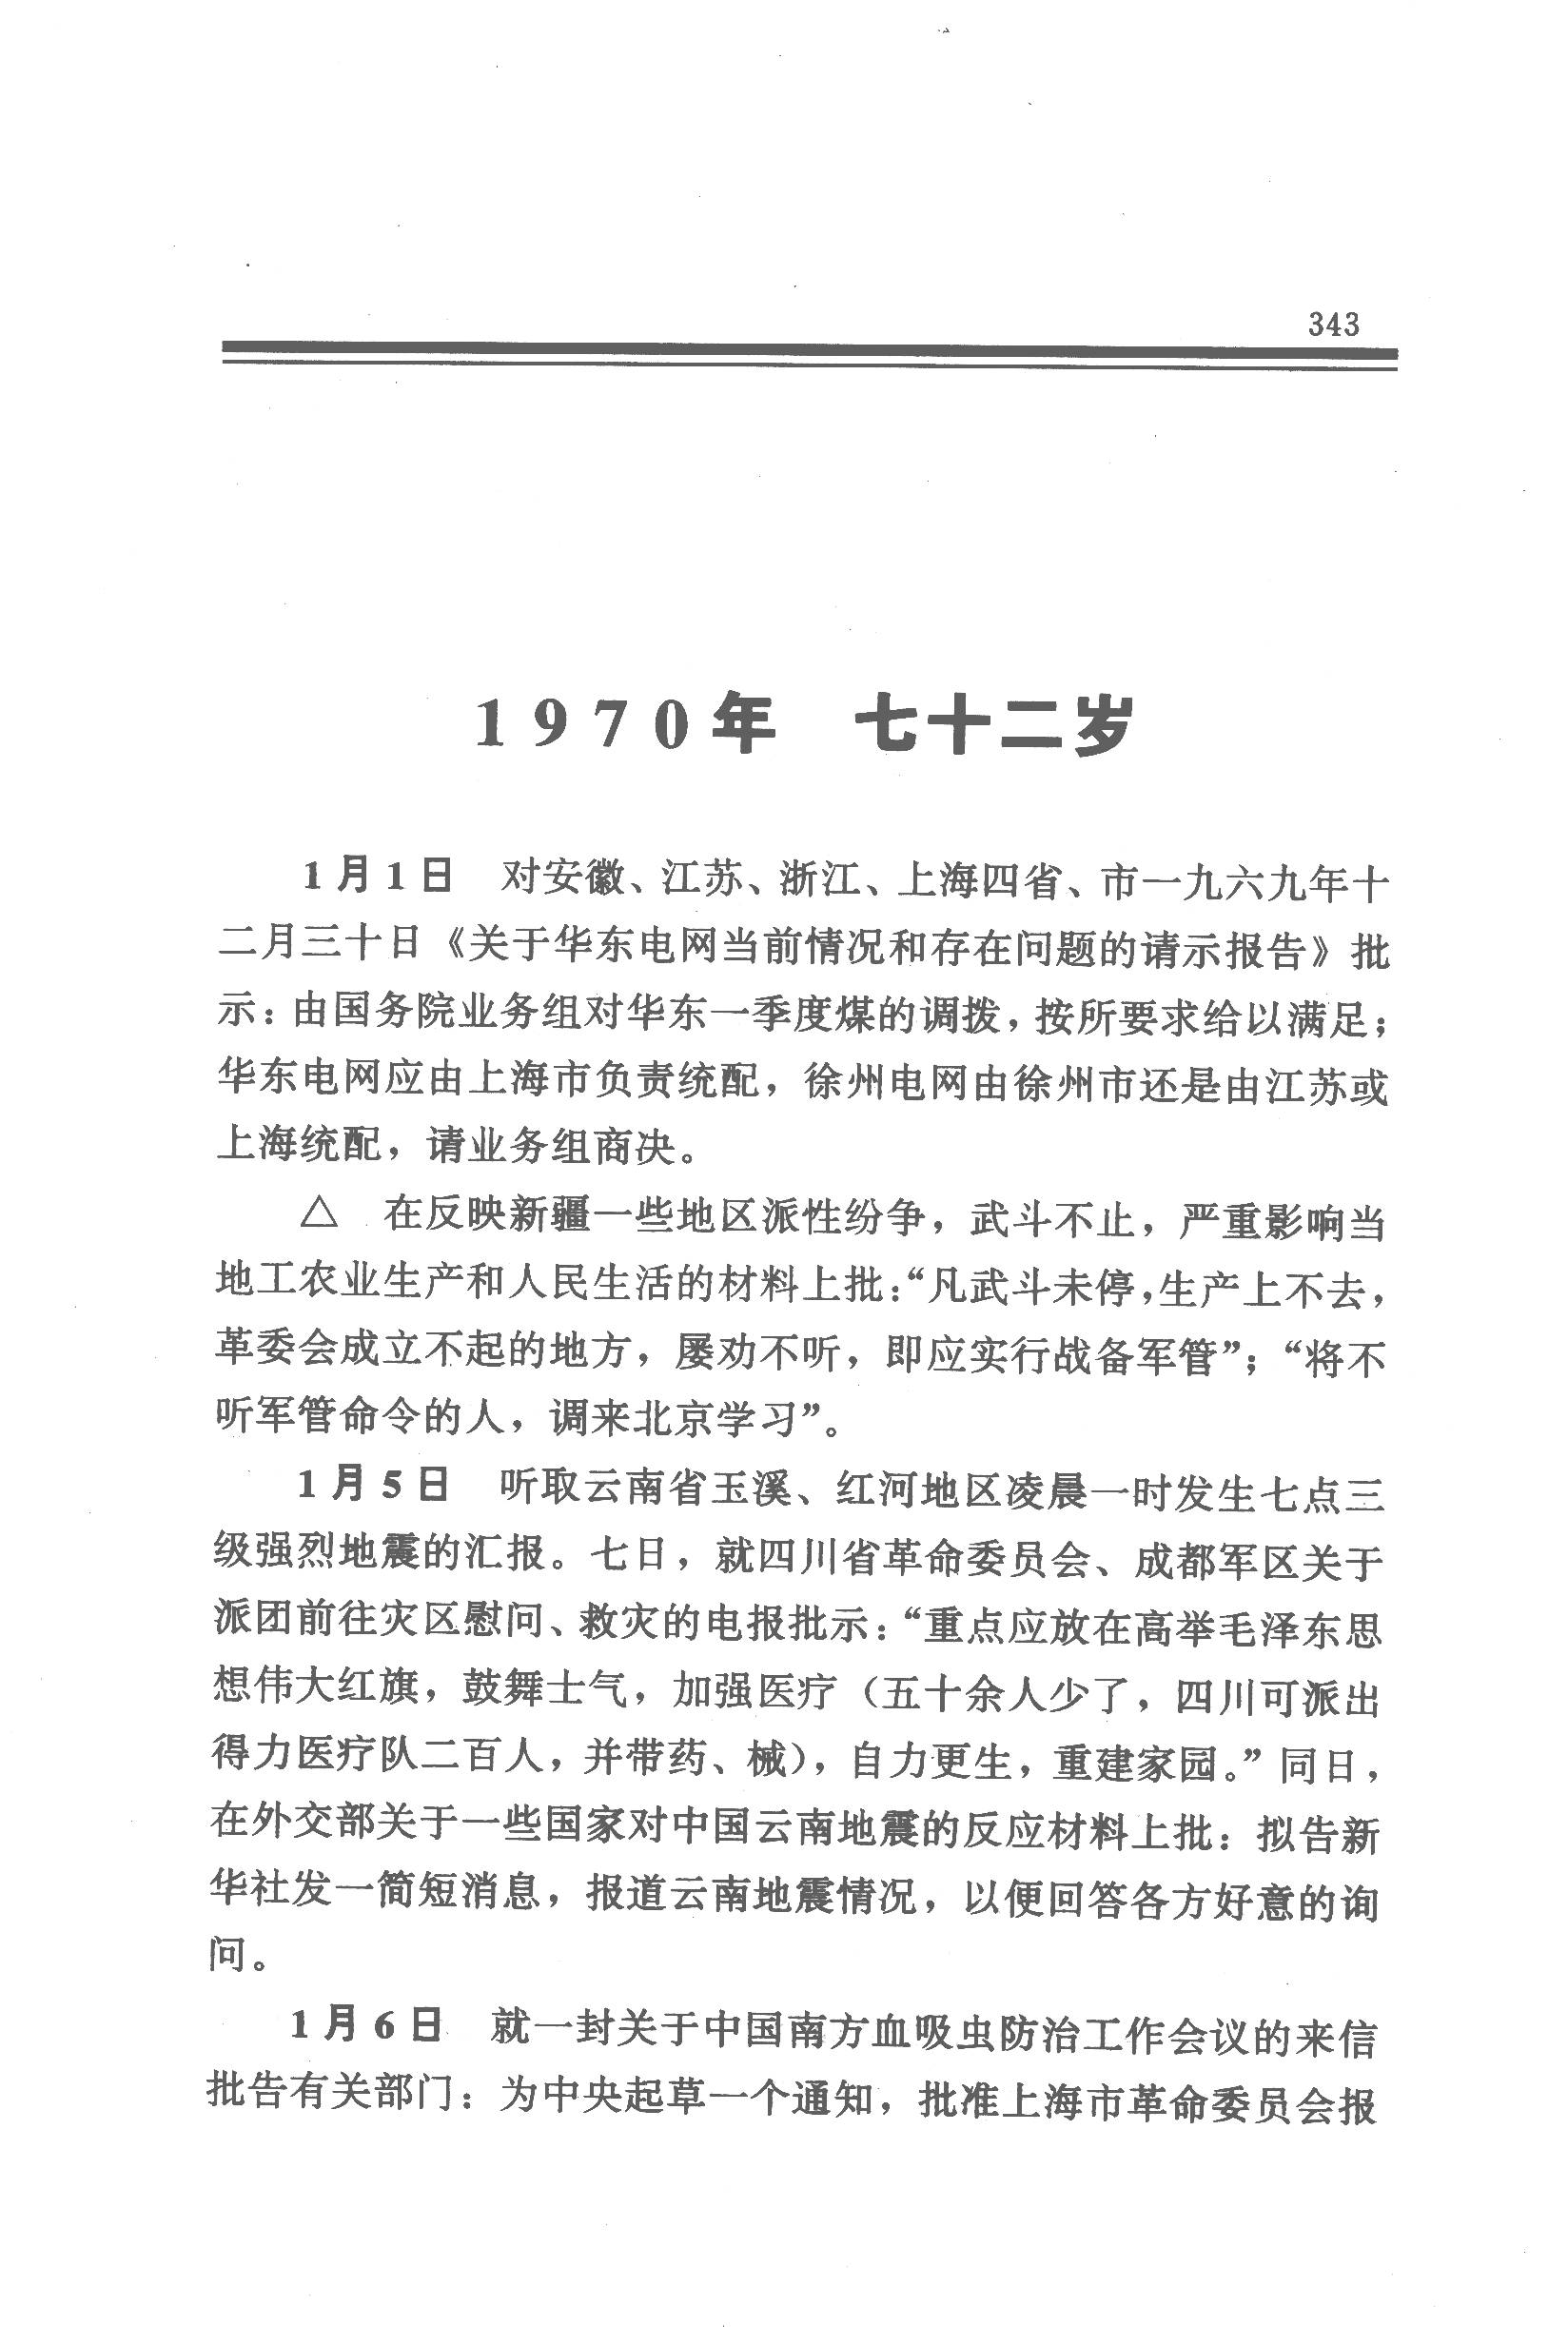 343
1970年 七十二岁
1月1日 对安徽、江苏、浙江、上海四省、市一九六九年十
二月三十日《关于华东电网当前情况和存在问题的请示报告》批
示：由国务院业务组对华东一季度煤的调拨，按所要求给以满足；
华东电网应由上海市负责统配，徐州电网由徐州市还是由江苏或
上海统配，请业务组商决。
△ 在反映新疆一些地区派性纷争，武斗不止，严重影响当
地工农业生产和人民生活的材料上批：“凡武斗未停，生产上不去，
革委会成立不起的地方，屡劝不听，即应实行战备军管”；“将不
听军管命令的人，调来北京学习”。
1月5日 听取云南省玉溪、红河地区凌晨一时发生七点三
级强烈地震的汇报。七日，就四川省革命委员会、成都军区关于
派团前往灾区慰问、救灾的电报批示：“重点应放在高举毛泽东思
想伟大红旗，鼓舞士气，加强医疗（五十余人少了，四川可派出
得力医疗队二百人，并带药、械），自力更生，重建家园。”同日，
在外交部关于一些国家对中国云南地震的反应材料上批：拟告新
华社发一简短消息，报道云南地震情况，以便回答各方好意的询
问。
1月6日 就一封关于中国南方血吸虫防治工作会议的来信
批告有关部门：为中央起草一个通知，批准上海市革命委员会报